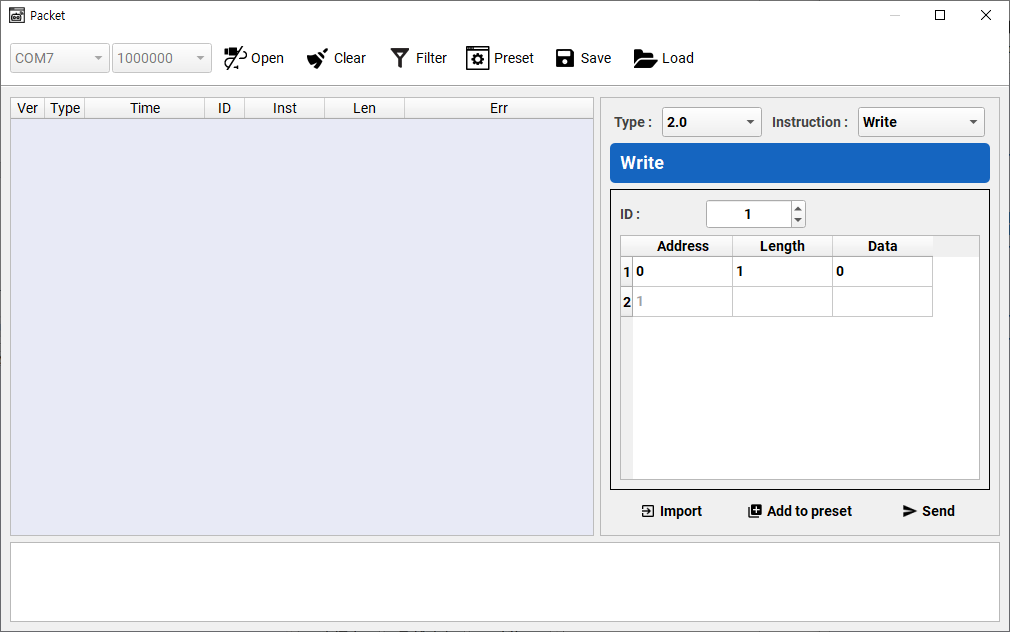 Packet
COM7 1000000 Open Clear Filter Preset Save Load
Ver Type Time ID Inst Len Err
Type : 2.0 Instruction : Write
Write
ID : 1
Address Length Data
1 0 1 0
2 1
Import Add to preset Send